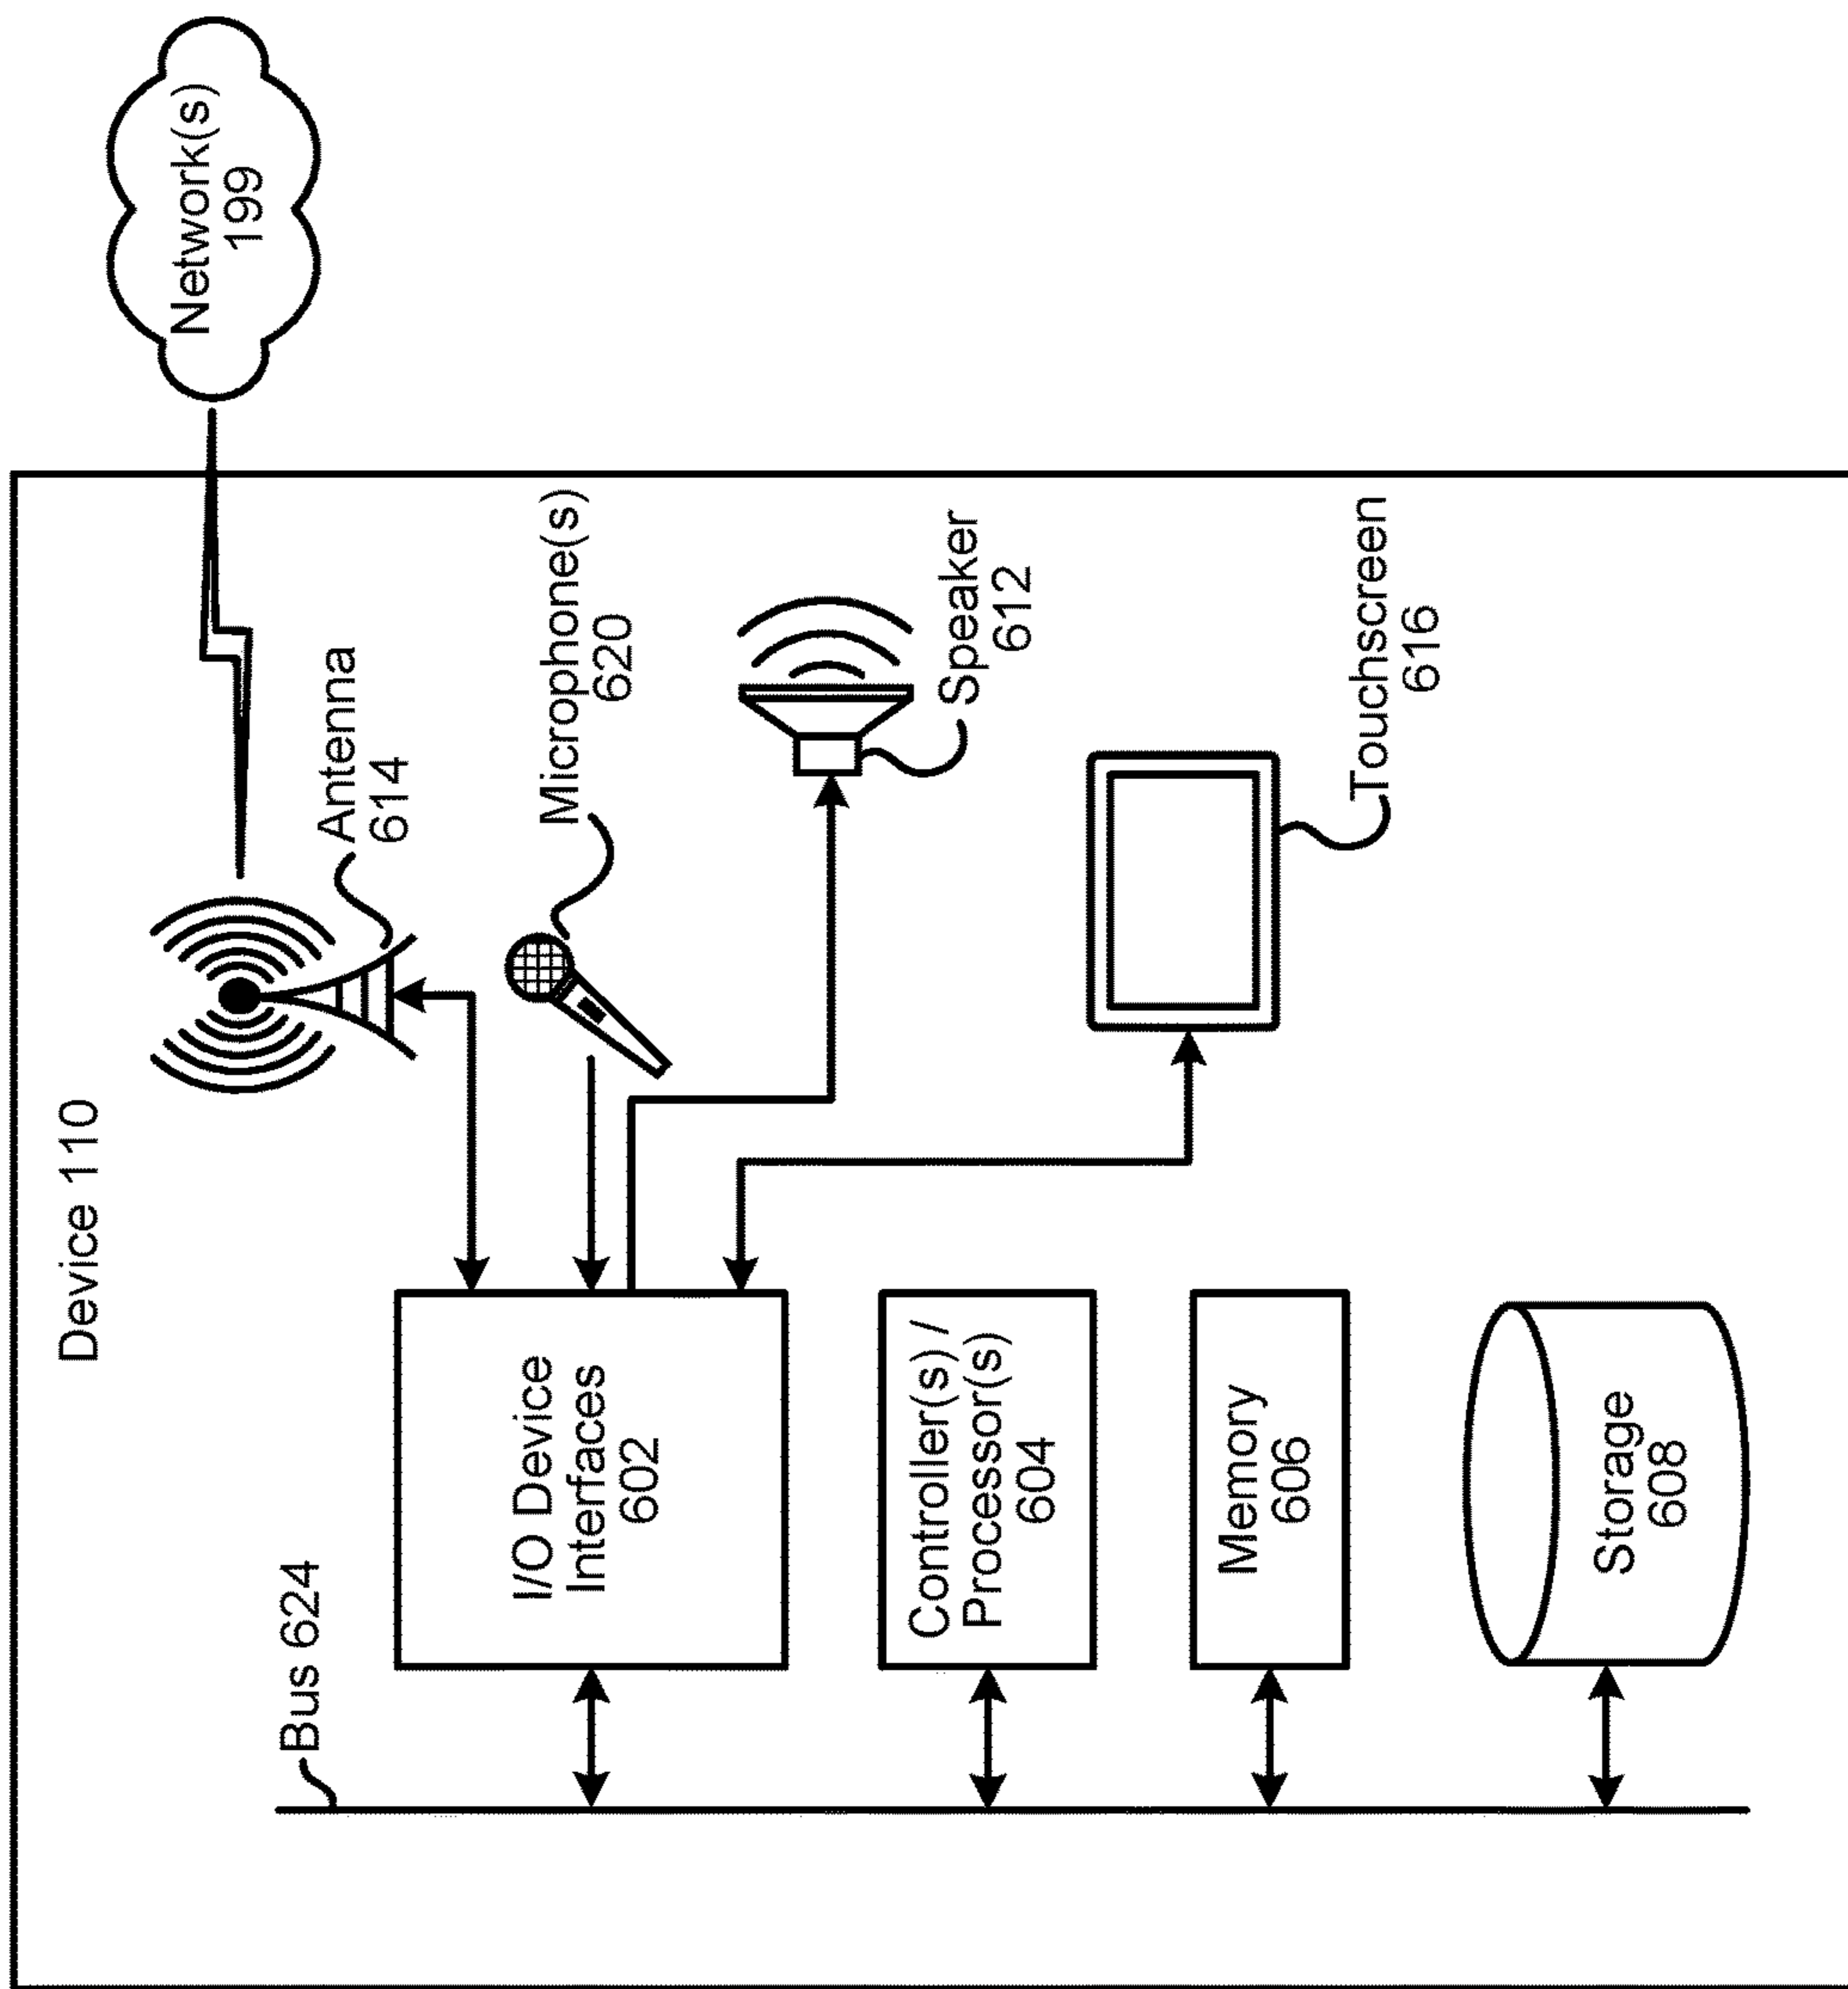 Device 110
Network(s)
199
Antenna
614
Bus 624
I/O Device
Interfaces
602
Microphone(s)
620
Speaker
612
Controller(s) /
Processor(s)
604
Touchscreen
616
Memory
606
Storage
608